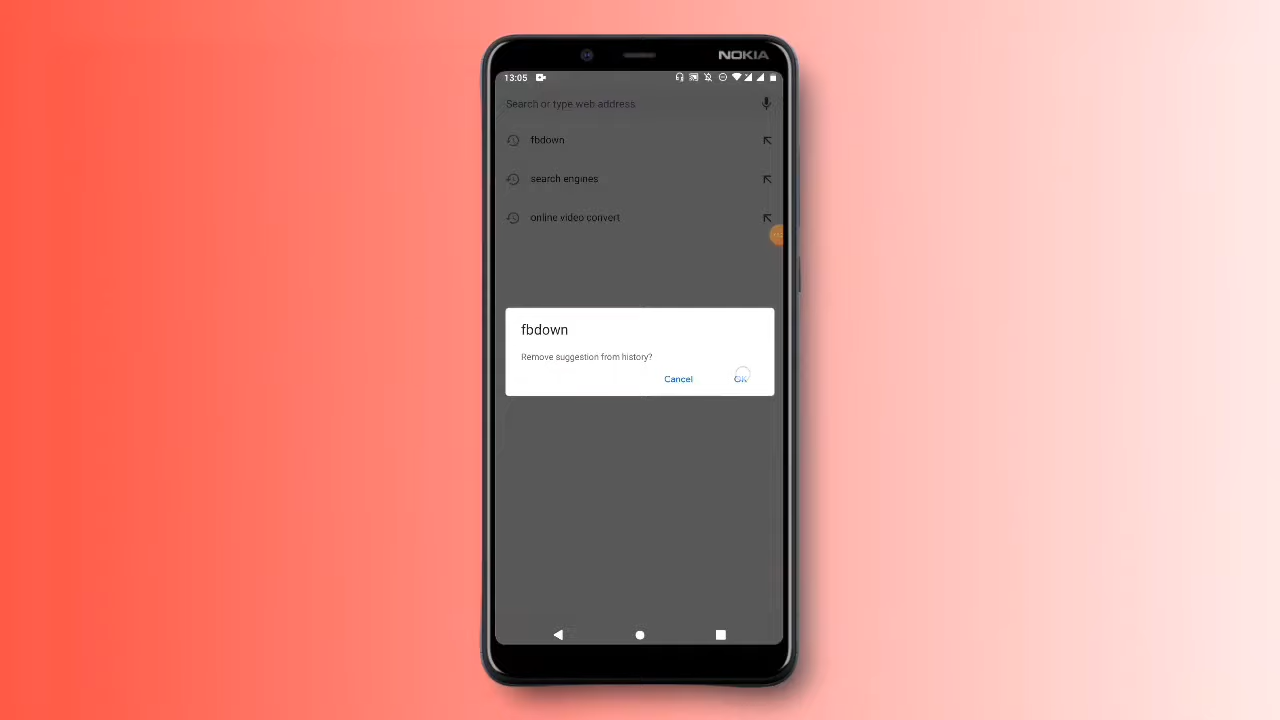 NOKIA
13:05
Search or type web address
fbdown
search engines
online video convert
fbdown
Remove suggestion from history?
Cancel
OK